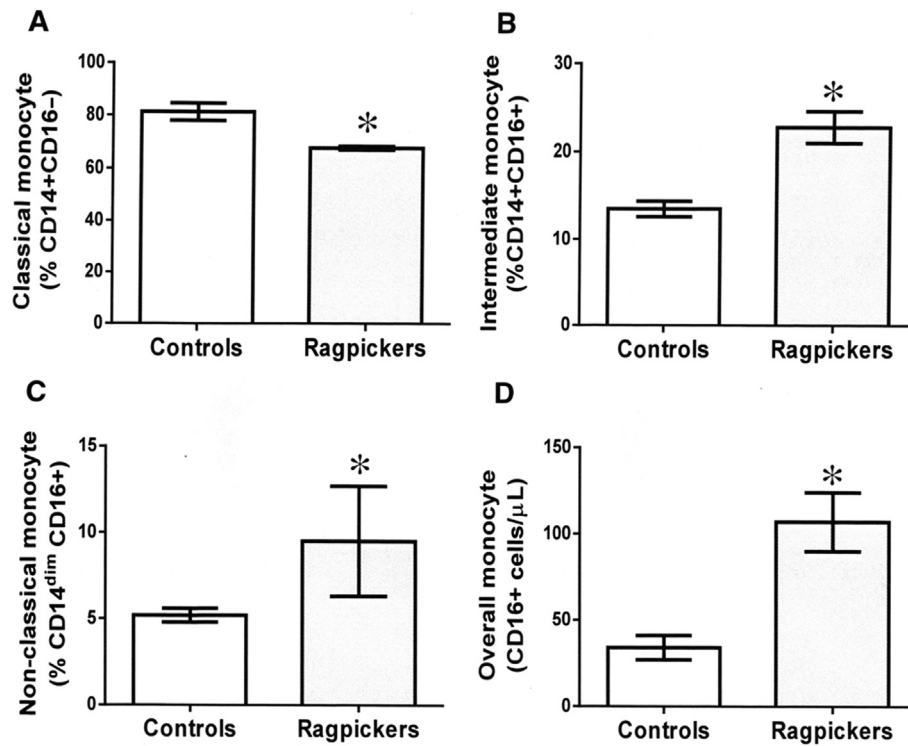 A
Classical monocyte
(% CD14+CD16−)
100
80
60
40
20
0
*
Controls
Ragpickers
B
Intermediate monocyte
(%CD14+CD16+)
30
20
10
0
*
Controls
Ragpickers
C
Non-classical monocyte
(% CD14dim CD16+)
15
10
5
0
*
Controls
Ragpickers
D
Overall monocyte
(CD16+ cells/µL)
150
100
50
0
*
Controls
Ragpickers